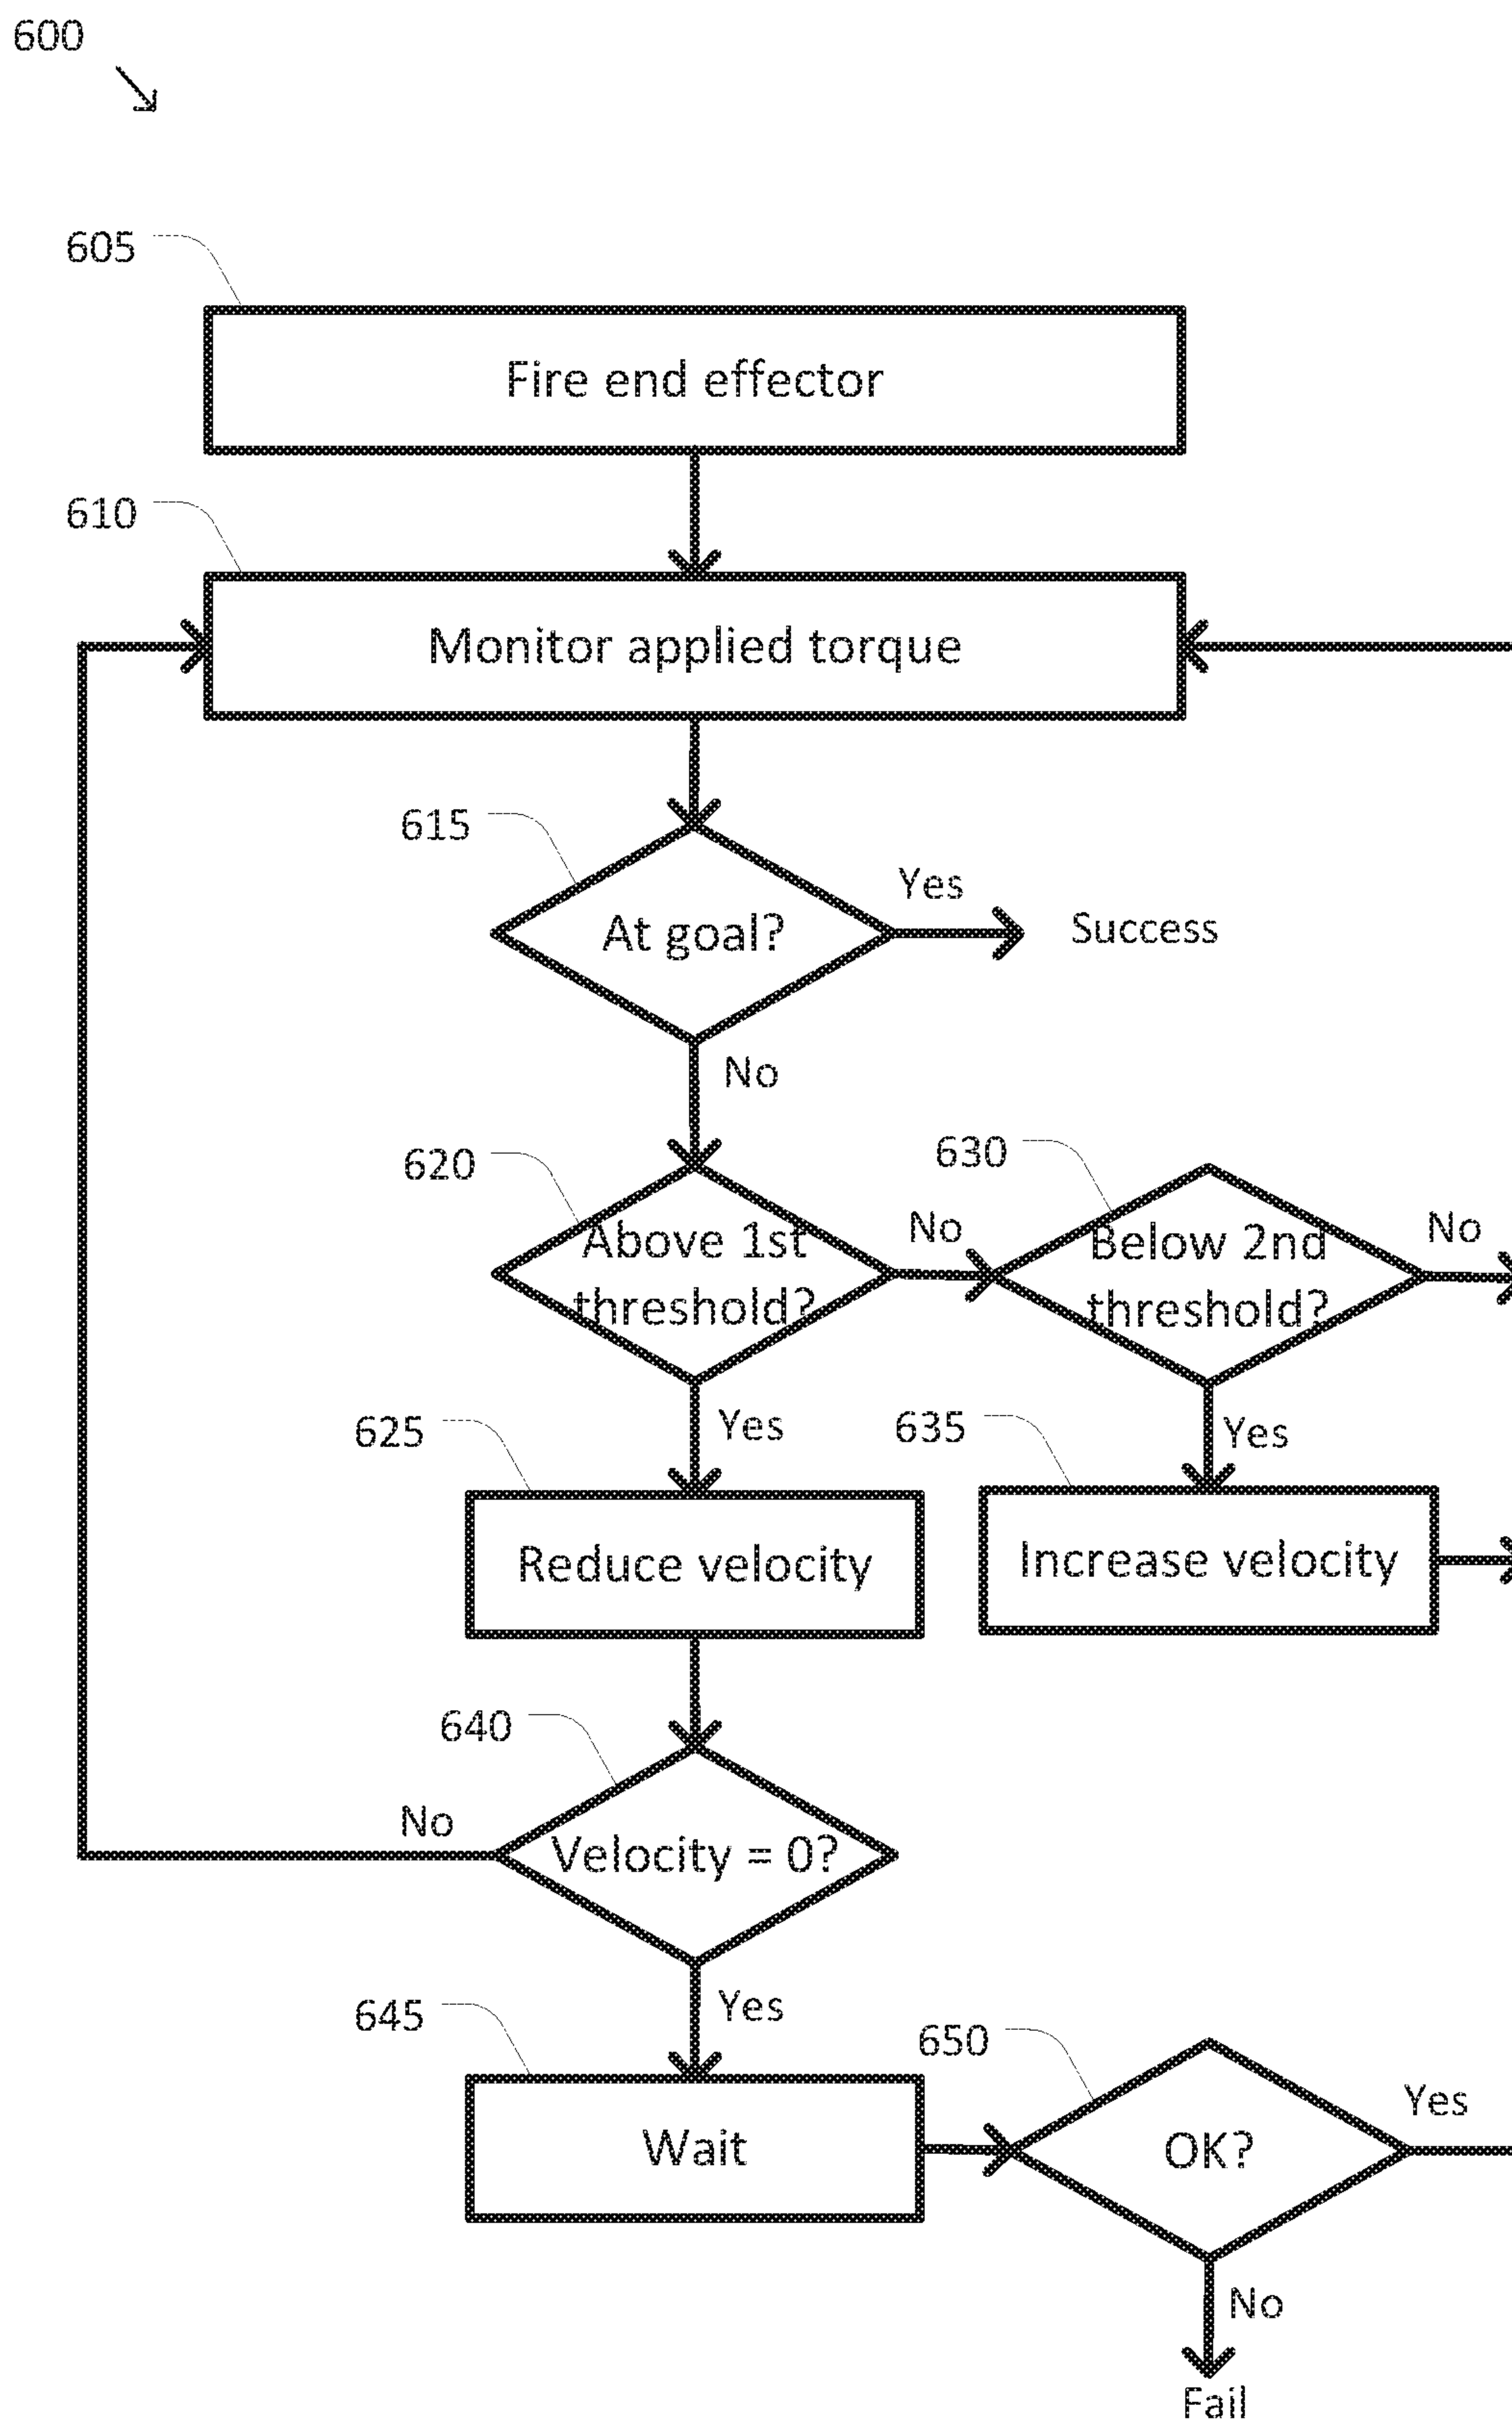 600
605
Fire end effector
610
Monitor applied torque
615
At goal?
Yes
Success
No
620
Above 1st
threshold?
No
630
Below 2nd
threshold?
No
Yes
Yes
625
Reduce velocity
635
Increase velocity
640
Velocity = 0?
No
Yes
645
Wait
650
OK?
Yes
No
Fail